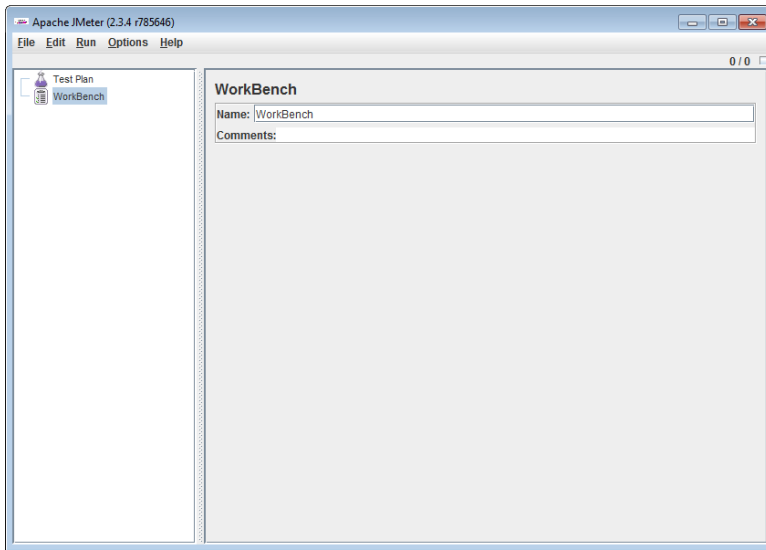 Apache JMeter (2.3.4 r785646)
File Edit Run Options Help
0 / 0
Test Plan
WorkBench
WorkBench
Name: WorkBench
Comments: